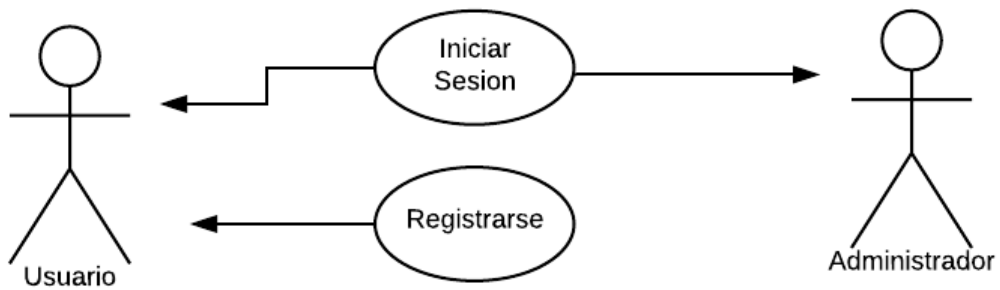 Iniciar
Sesion
Registrarse
Usuario
Administrador